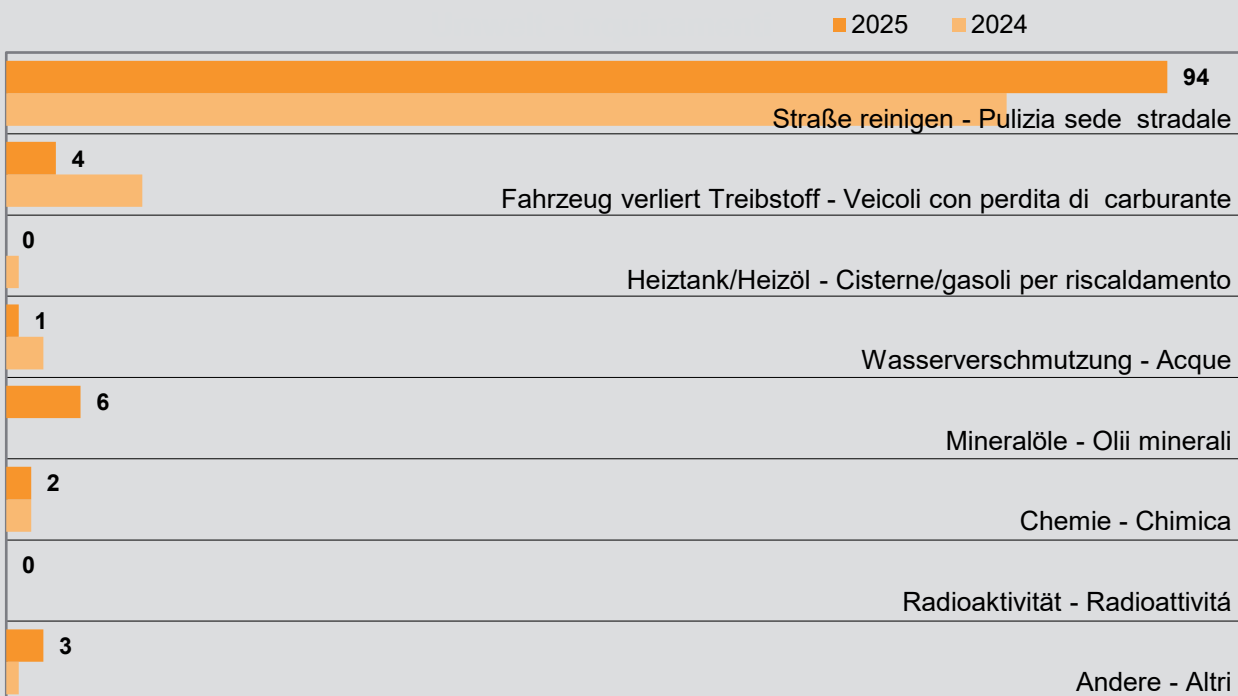 2025 2024
94
Straße reinigen - Pulizia sede stradale
4
Fahrzeug verliert Treibstoff - Veicoli con perdita di carburante
0
Heiztank/Heizöl - Cisterne/gasoli per riscaldamento
1
Wasserverschmutzung - Acque
6
Mineralöle - Olii minerali
2
Chemie - Chimica
0
Radioaktivität - Radioattivitá
3
Andere - Altri